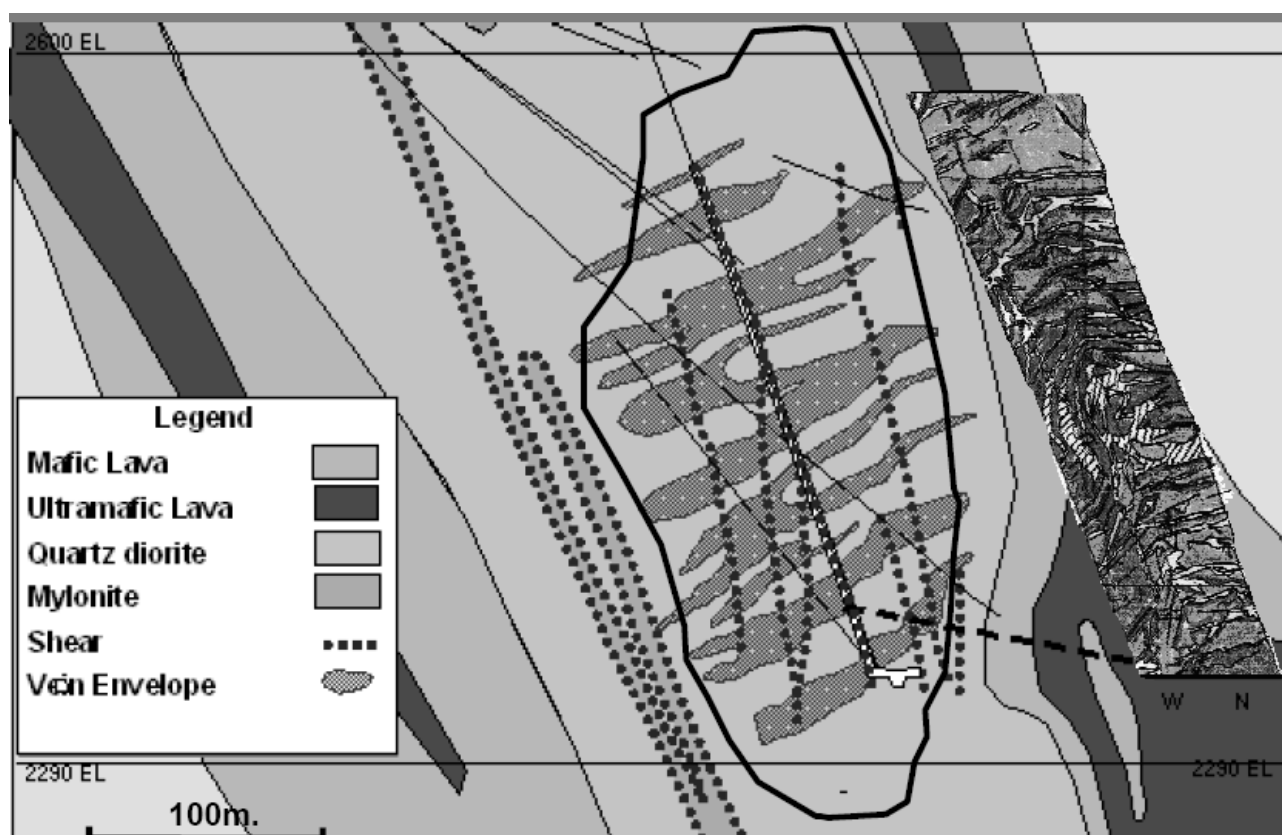 2600 EL
Legend
Mafic Lava
Ultramafic Lava
Quartz diorite
Mylonite
Shear
Vein Envelope
W N
2290 EL 2290 EL
100m.